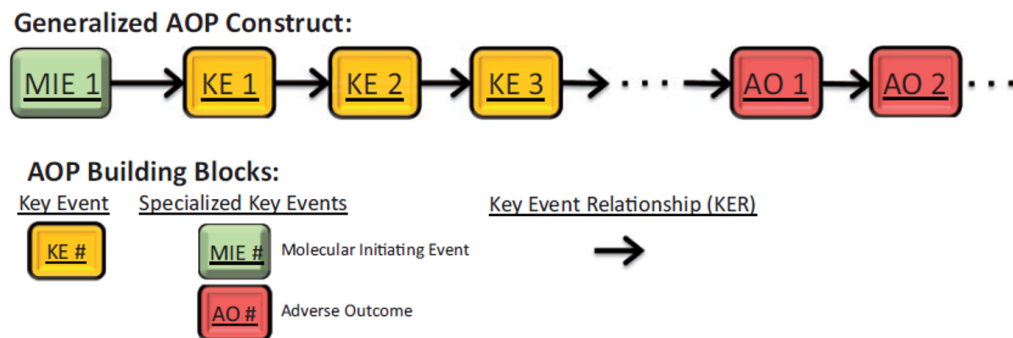 Generalized AOP Construct:
MIE 1 KE 1 KE 2 KE 3 ... AO 1 AO 2 ...
AOP Building Blocks:
Key Event Specialized Key Events Key Event Relationship (KER)
KE # MIE # Molecular Initiating Event
AO # Adverse Outcome